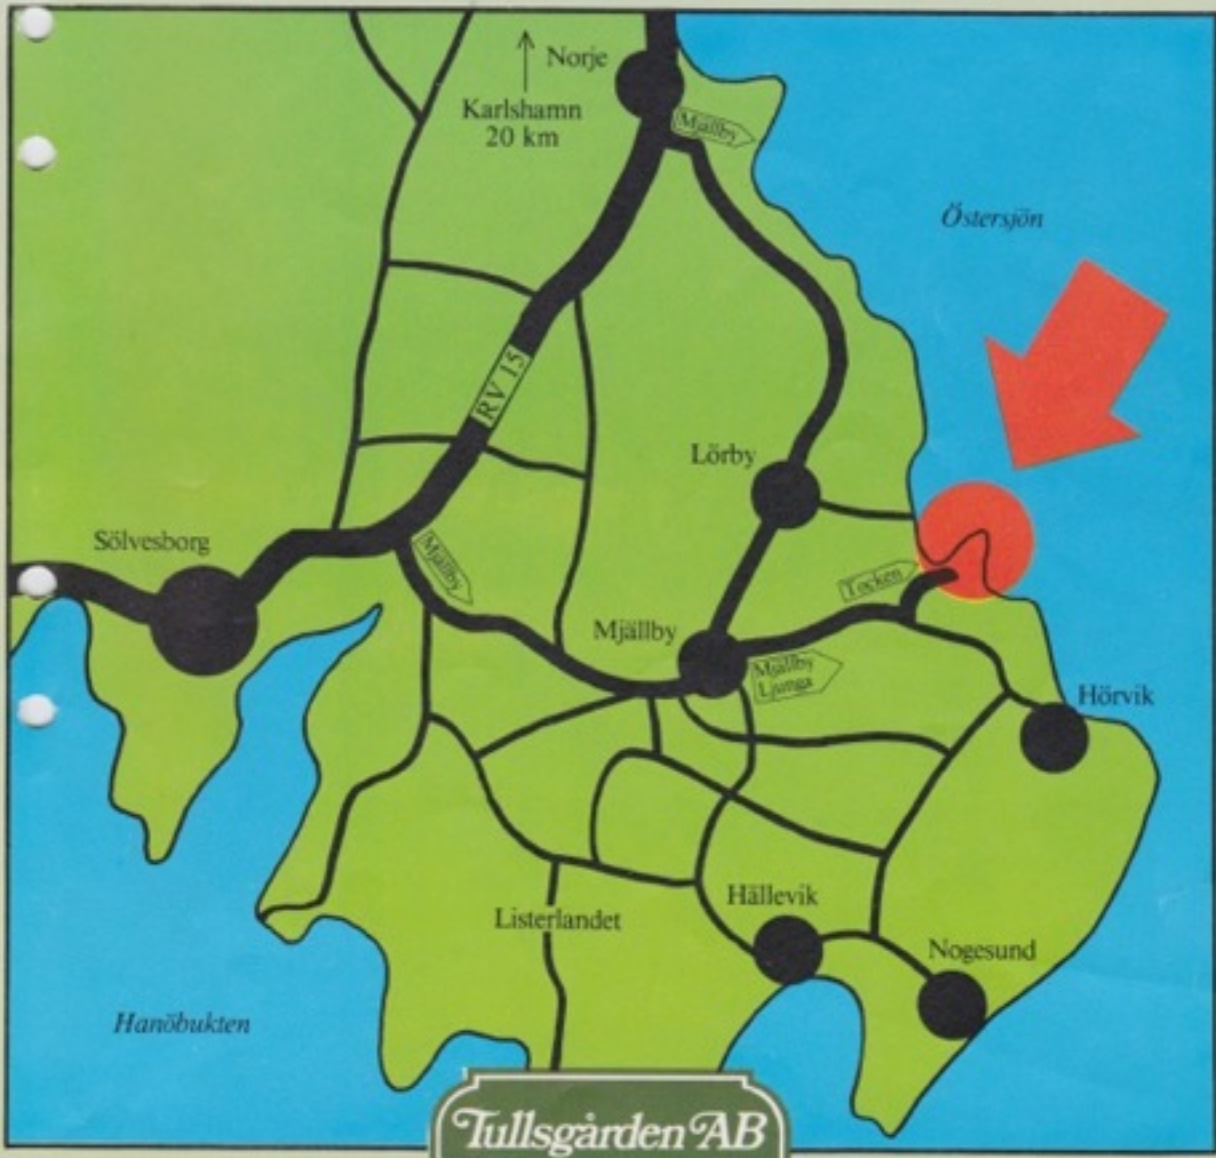 Norje
Karlshamn
20 km
Mjällby
Östersjön
RV 15
Lörby
Sölvesborg
Mjällby
Tocken
Mjällby
Mjällby
Ljunga
Hörvik
Hällevik
Listerlandet
Nogesund
Hanöbukten
Tullsgården AB